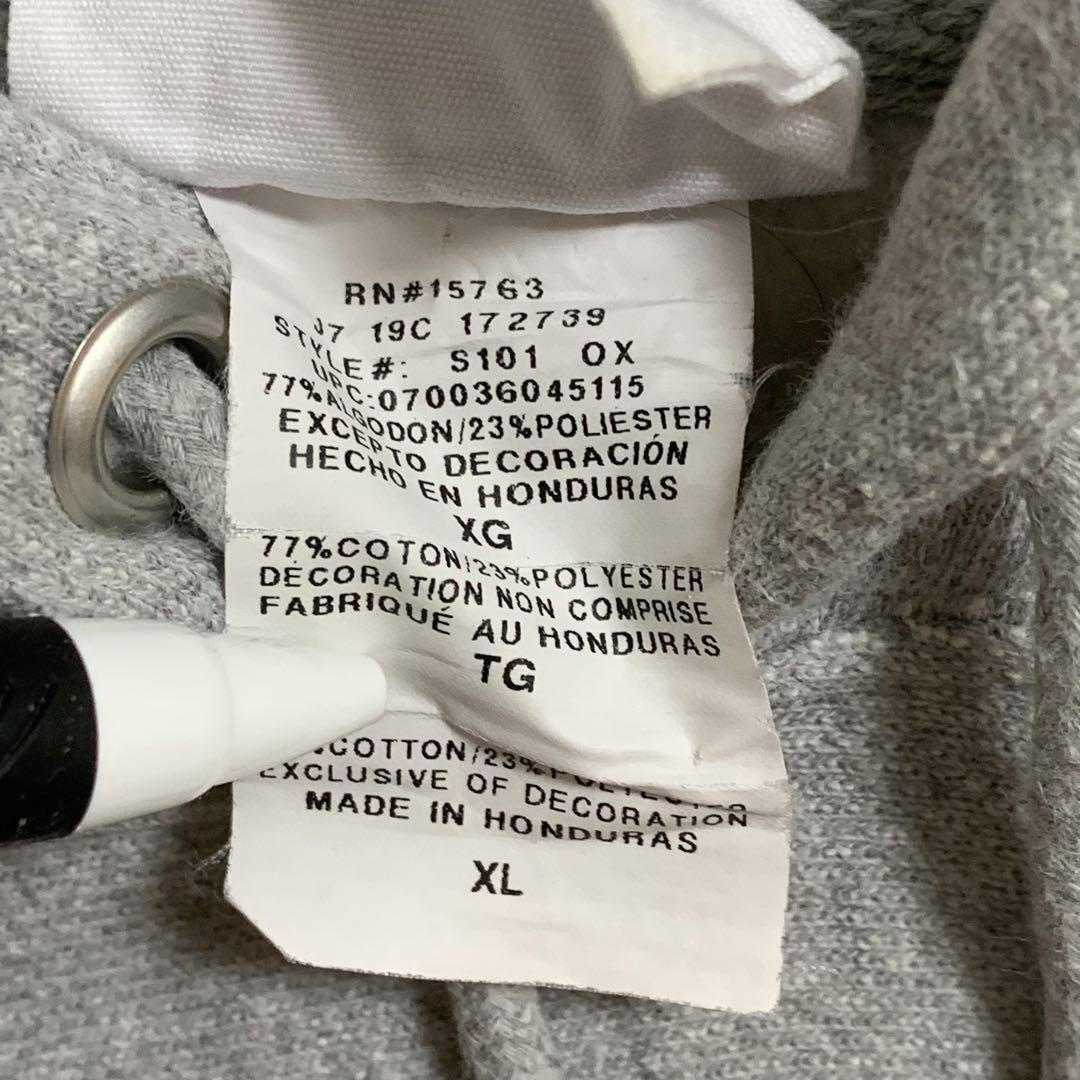 RN#15763
J7 19C 172739
STYLE#: S101 OX
UPC:070036045115
77%ALGODON/23%POLIESTER
EXCEPTO DECORACIÓN
HECHO EN HONDURAS
XG
77%COTON/23%POLYESTER
DÉCORATION NON COMPRISE
FABRIQUÉ AU HONDURAS
TG
COTTON/23%POLYESTER
EXCLUSIVE OF DECORATION
MADE IN HONDURAS
XL